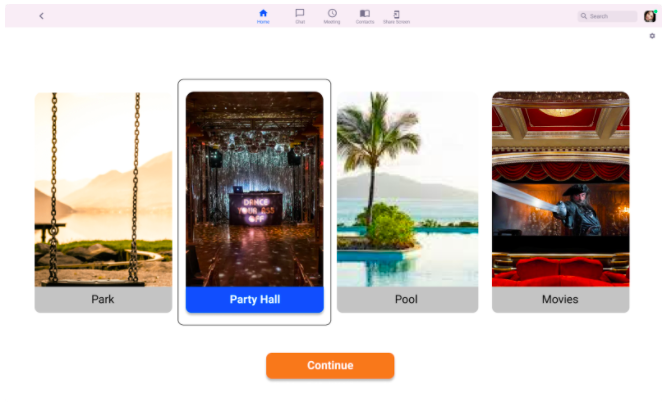 Home
Chat
Meeting
Contacts
Share Screen
Search
DANCE
YOUR ASS
OFF
Park
Party Hall
Pool
Movies
Continue